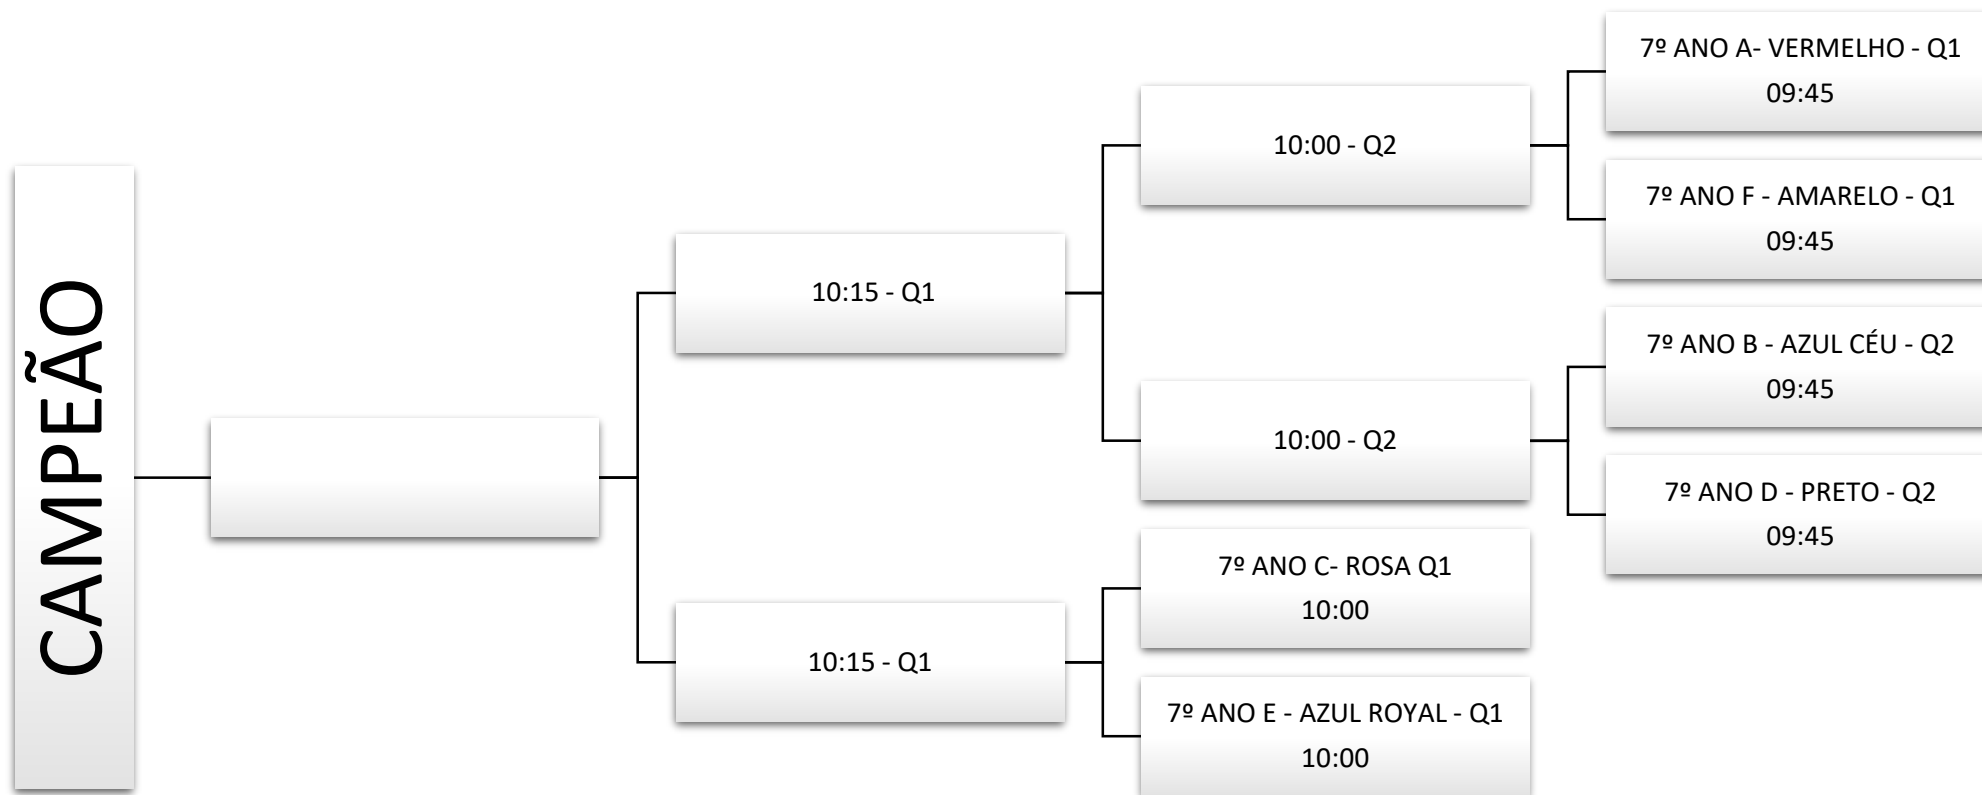 CAMPEÃO
10:15 - Q1
10:00 - Q2
7º ANO A- VERMELHO - Q1
09:45
7º ANO F - AMARELO - Q1
09:45
10:00 - Q2
7º ANO B - AZUL CÉU - Q2
09:45
7º ANO D - PRETO - Q2
09:45
10:15 - Q1
7º ANO C- ROSA Q1
10:00
7º ANO E - AZUL ROYAL - Q1
10:00